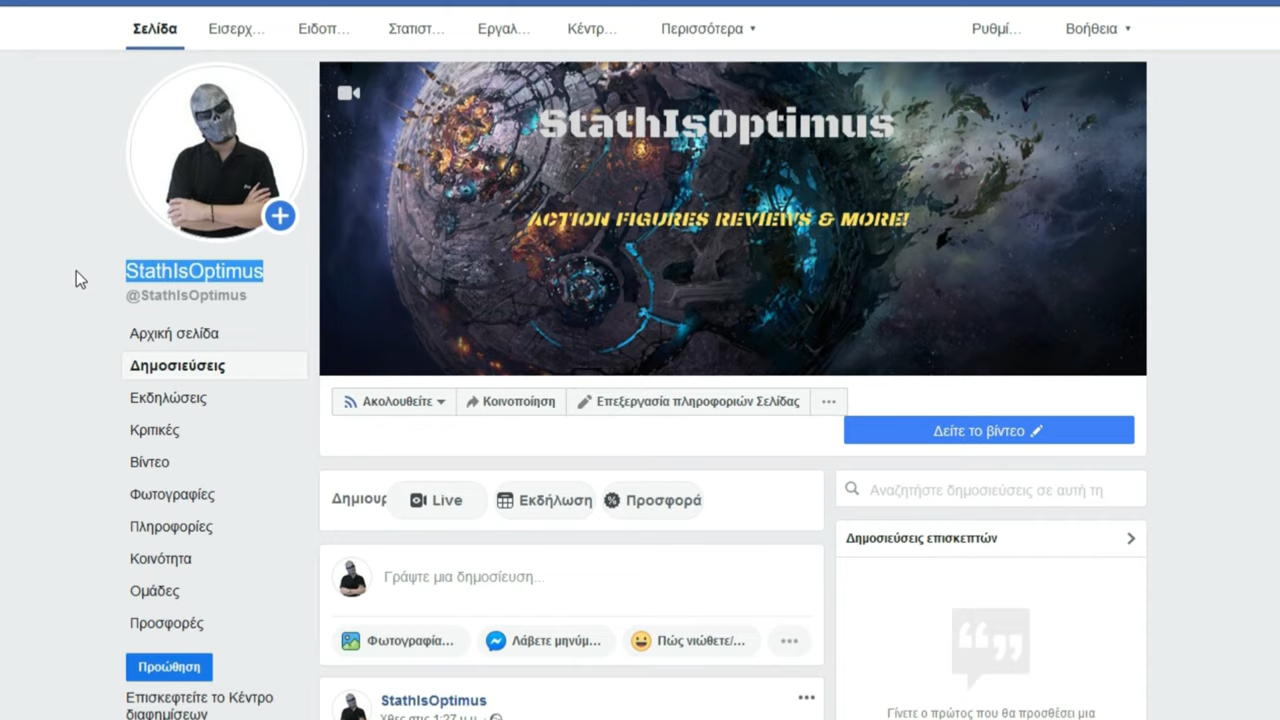 Σελίδα
Εισερχ...
Ειδοπ...
Στατιστ...
Εργαλ...
Κέντρ...
Περισσότερα
Ρυθμί...
Βοήθεια
StathIsOptimus
ACTION FIGURES REVIEWS & MORE!
StathIsOptimus
@StathIsOptimus
Αρχική σελίδα
Δημοσιεύσεις
Εκδηλώσεις
Κριτικές
Βίντεο
Φωτογραφίες
Πληροφορίες
Κοινότητα
Ομάδες
Προσφορές
Προώθηση
Επισκεφτείτε το Κέντρο
διαφημίσεων
Ακολουθείτε
Κοινοποίηση
Επεξεργασία πληροφοριών Σελίδας
Δείτε το βίντεο
Δημιουρ
Live
Εκδήλωση
Προσφορά
Γράψτε μια δημοσίευση...
Φωτογραφία...
Λάβετε μηνύμ...
Πώς νιώθετε/...
StathIsOptimus
Χθες στις 1:27 μ.μ.
Αναζητήστε δημοσιεύσεις σε αυτή τη
Δημοσιεύσεις επισκεπτών
Γίνετε ο πρώτος που θα προσθέσει μια